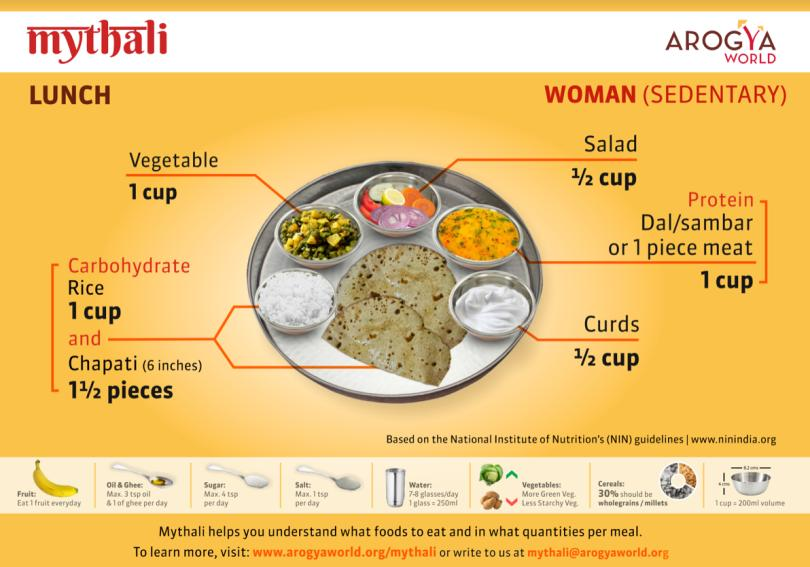 mythali
AROGYA
WORLD
LUNCH
WOMAN (SEDENTARY)
Vegetable
1 cup
Salad
½ cup
Protein
Dal/sambar
or 1 piece meat
1 cup
Carbohydrate
Rice
1 cup
and
Chapati (6 inches)
1½ pieces
Curds
½ cup
Based on the National Institute of Nutrition's (NIN) guidelines | www.ninindia.org
Fruit:
Eat 1 fruit everyday
Oil & Ghee:
Max. 3 tsp oil
& 1 of ghee per day
Sugar:
Max. 4 tsp
per day
Salt:
Max. 1 tsp
per day
Water:
7-8 glasses/day
1 glass = 250ml
Vegetables:
More Green Veg.
Less Starchy Veg.
Cereals:
30% should be
wholegrains / millets
8.2 cms
4 cms
1 cup = 200ml volume
Mythali helps you understand what foods to eat and in what quantities per meal.
To learn more, visit: www.arogyaworld.org/mythali or write to us at mythali@arogyaworld.org